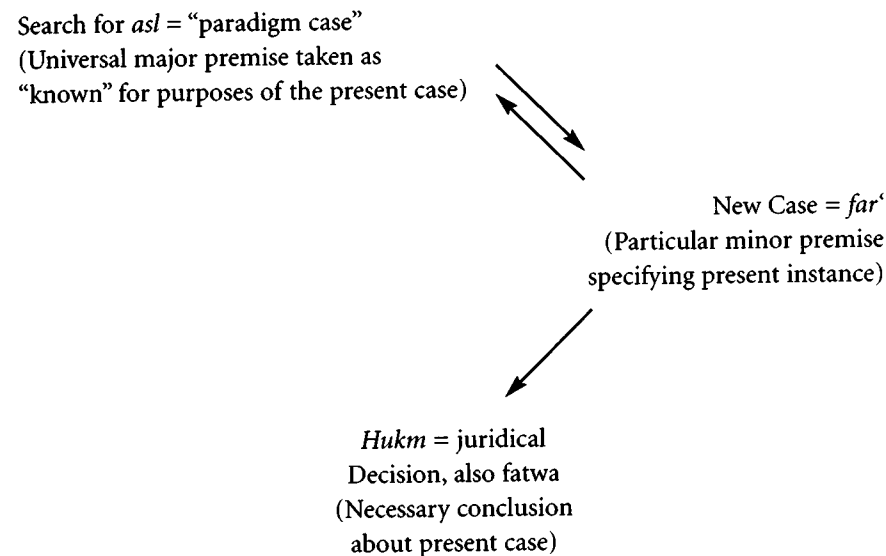 Search for asl = “paradigm case”
(Universal major premise taken as
“known” for purposes of the present case)
New Case = far‘
(Particular minor premise
specifying present instance)
Hukm = juridical
Decision, also fatwa
(Necessary conclusion
about present case)